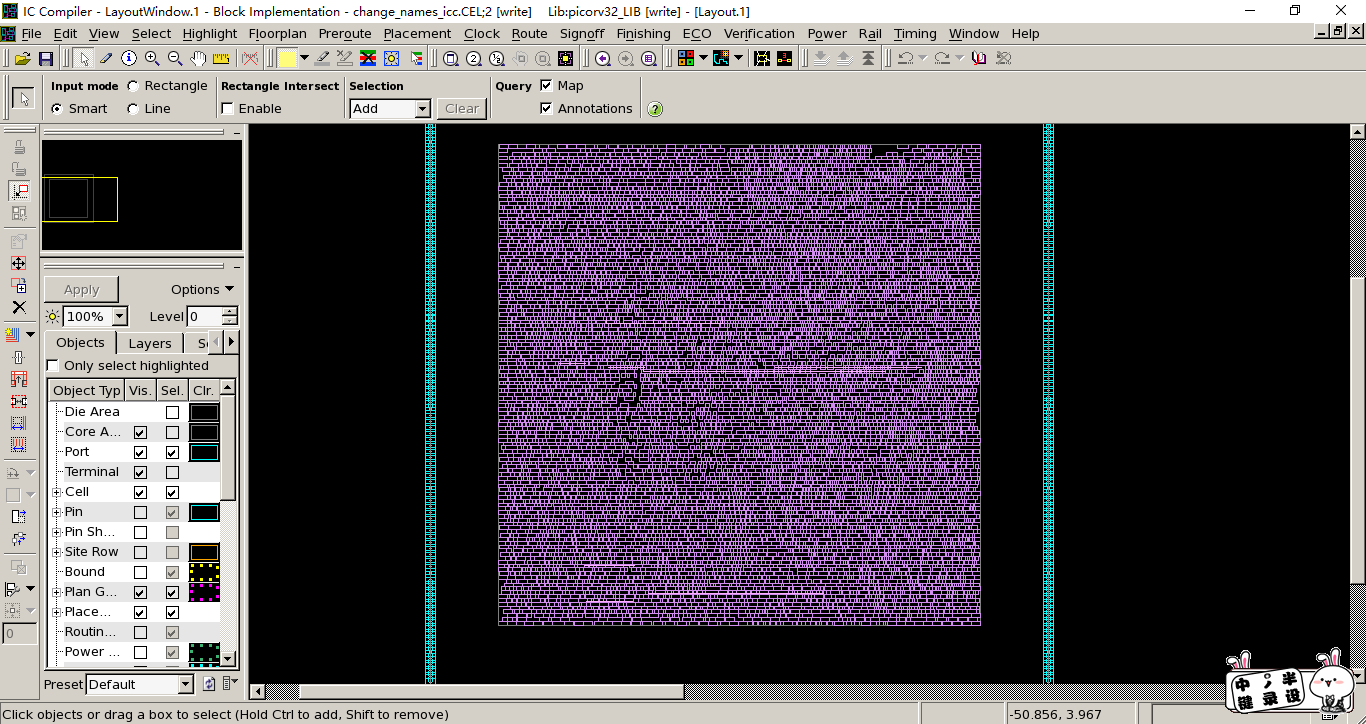 IC Compiler - LayoutWindow.1 - Block Implementation - change_names_icc.CEL;2 [write] Lib:picorv32_LIB [write] - [Layout.1]
File Edit View Select Highlight Floorplan Preroute Placement Clock Route Signoff Finishing ECO Verification Power Rail Timing Window Help
Input mode Rectangle Rectangle Intersect Selection Query Map
Smart Line Enable Add Clear Annotations
Apply Options
100% Level 0
Objects Layers Se
Only select highlighted
Object Typ Vis. Sel. Clr.
Die Area
Core A...
Port
Terminal
Cell
Pin
Pin Sh...
Site Row
Bound
Plan G...
Place...
Routin...
Power ...
0
Preset Default
Click objects or drag a box to select (Hold Ctrl to add, Shift to remove) -50.856, 3.967
中 ,半
键录设